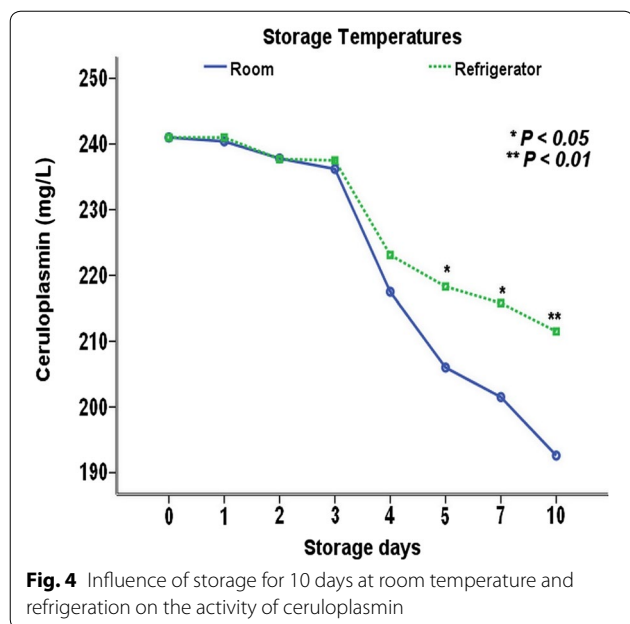 Storage Temperatures
Room Refrigerator
* P < 0.05
** P < 0.01
Ceruloplasmin (mg/L)
250
240
230
220
210
200
190
*
*
**
0 1 2 3 4 5 7 10
Storage days
Fig. 4 Influence of storage for 10 days at room temperature and
refrigeration on the activity of ceruloplasmin